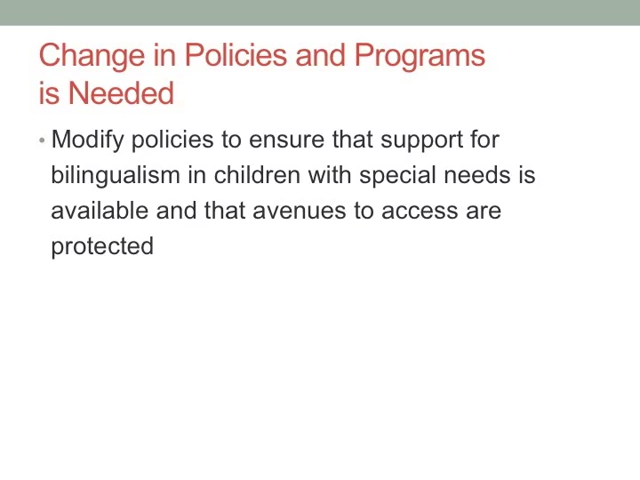 Change in Policies and Programs
is Needed
• Modify policies to ensure that support for
bilingualism in children with special needs is
available and that avenues to access are
protected